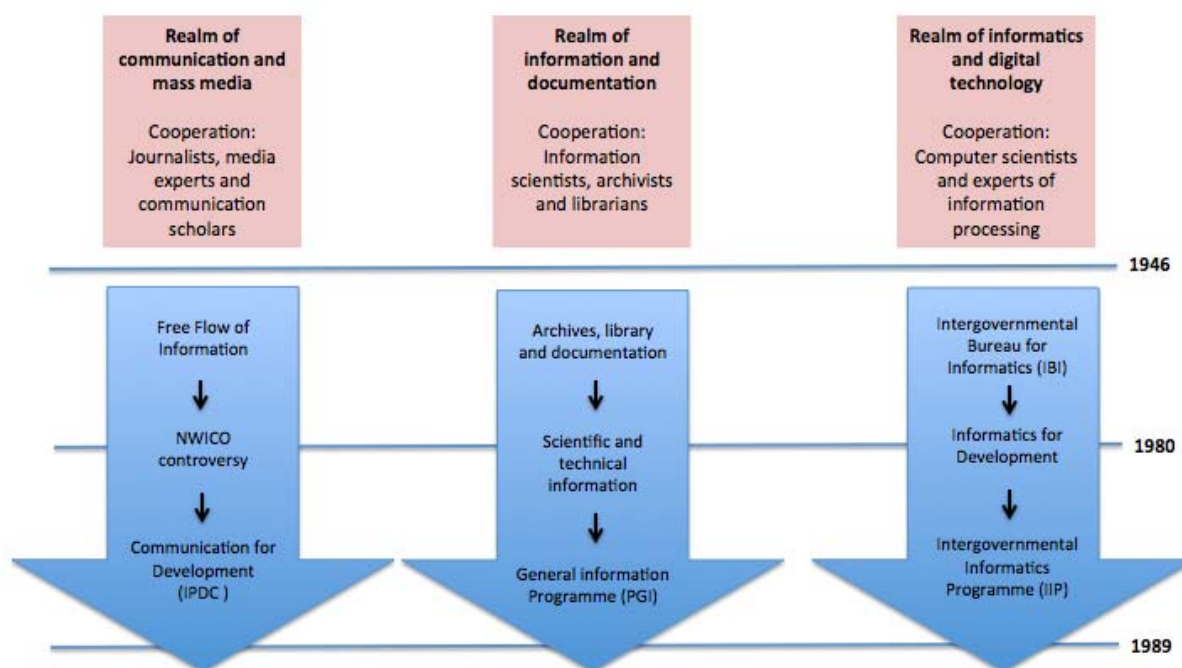 Realm of
communication and
mass media
Cooperation:
Journalists, media
experts and
communication
scholars
Realm of
information and
documentation
Cooperation:
Information
scientists, archivists
and librarians
Realm of informatics
and digital
technology
Cooperation:
Computer scientists
and experts of
information
processing
1946
Free Flow of
Information
NWICO
controversy
Communication for
Development
(IPDC )
Archives, library
and documentation
Scientific and
technical
information
General information
Programme (PGI)
Intergovernmental
Bureau for
Informatics (IBI)
Informatics for
Development
Intergovernmental
Informatics
Programme (IIP)
1980
1989